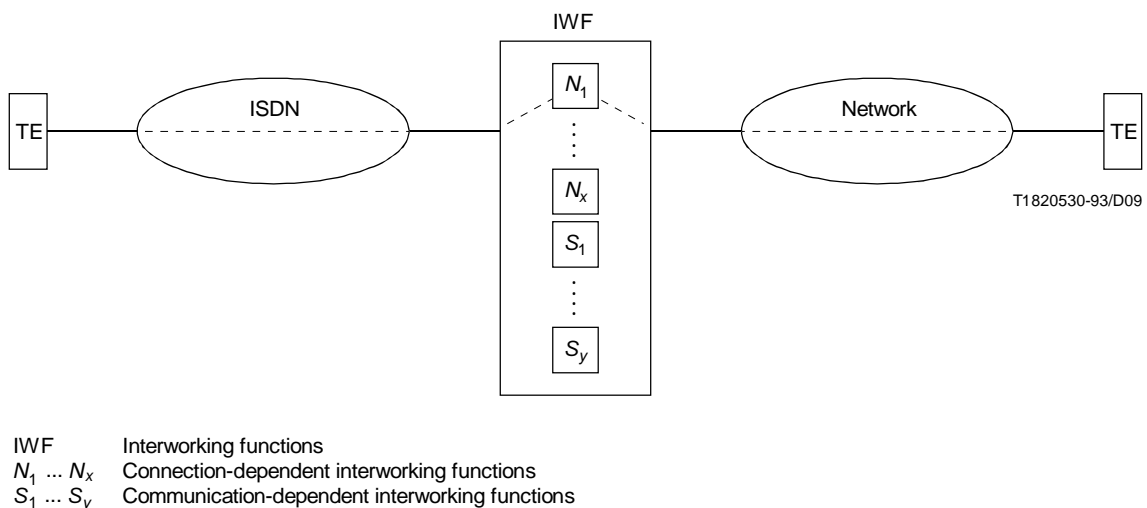 IWF
N1
ISDN
Network
TE
TE
Nx
T1820530-93/D09
S1
Sy
IWF Interworking functions
N1 ... Nx Connection-dependent interworking functions
S1 ... Sy Communication-dependent interworking functions